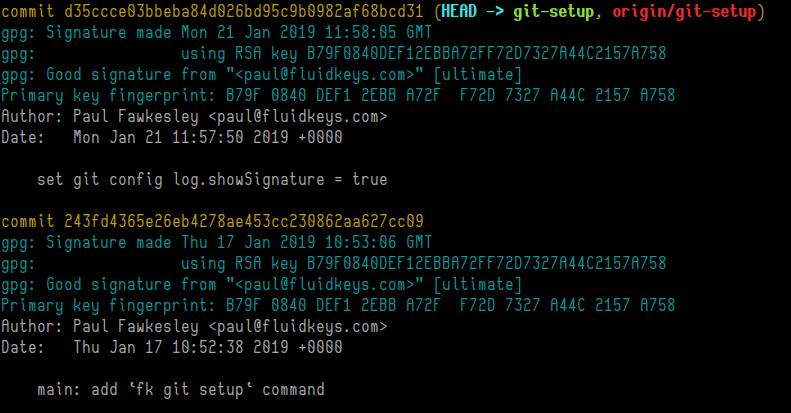 commit d35ccce03bbeba84d026bd95c9b0982af68bcd31 (HEAD -> git-setup, origin/git-setup)
gpg: Signature made Mon 21 Jan 2019 11:58:05 GMT
gpg:                using RSA key B79F0840DEF12EBBA72FF72D7327A44C2157A758
gpg: Good signature from "<paul@fluidkeys.com>" [ultimate]
Primary key fingerprint: B79F 0840 DEF1 2EBB A72F  F72D 7327 A44C 2157 A758
Author: Paul Fawkesley <paul@fluidkeys.com>
Date:   Mon Jan 21 11:57:50 2019 +0000
    set git config log.showSignature = true
commit 243fd4365e26eb4278ae453cc230862aa627cc09
gpg: Signature made Thu 17 Jan 2019 10:53:06 GMT
gpg:                using RSA key B79F0840DEF12EBBA72FF72D7327A44C2157A758
gpg: Good signature from "<paul@fluidkeys.com>" [ultimate]
Primary key fingerprint: B79F 0840 DEF1 2EBB A72F  F72D 7327 A44C 2157 A758
Author: Paul Fawkesley <paul@fluidkeys.com>
Date:   Thu Jan 17 10:52:38 2019 +0000
    main: add `fk git setup` command